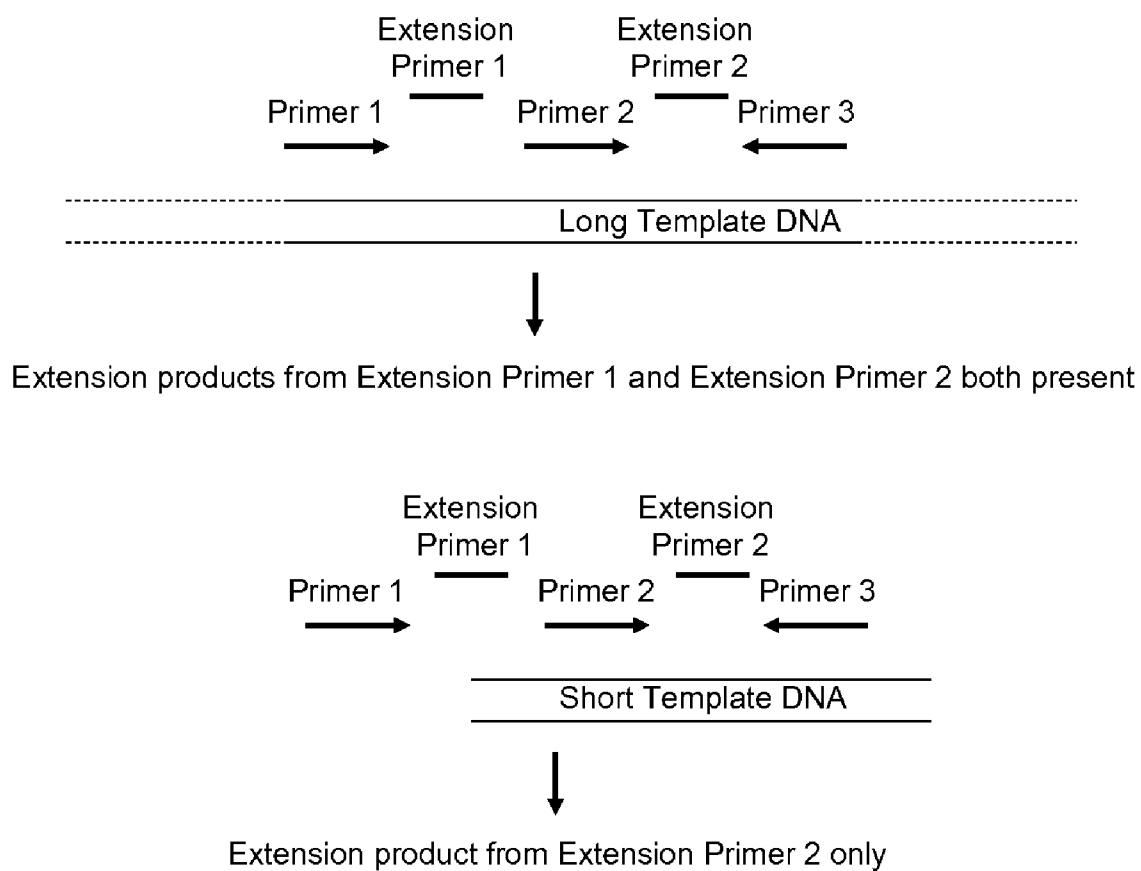 Extension
Primer 1
Extension
Primer 2
Primer 1
Primer 2
Primer 3
Long Template DNA
Extension products from Extension Primer 1 and Extension Primer 2 both present
Extension
Primer 1
Extension
Primer 2
Primer 1
Primer 2
Primer 3
Short Template DNA
Extension product from Extension Primer 2 only